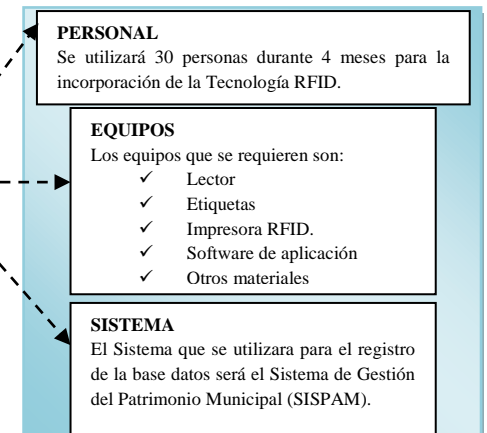 PERSONAL
Se utilizará 30 personas durante 4 meses para la
incorporación de la Tecnología RFID.
EQUIPOS
Los equipos que se requieren son:
✓ Lector
✓ Etiquetas
✓ Impresora RFID.
✓ Software de aplicación
✓ Otros materiales
SISTEMA
El Sistema que se utilizara para el registro
de la base datos será el Sistema de Gestión
del Patrimonio Municipal (SISPAM).